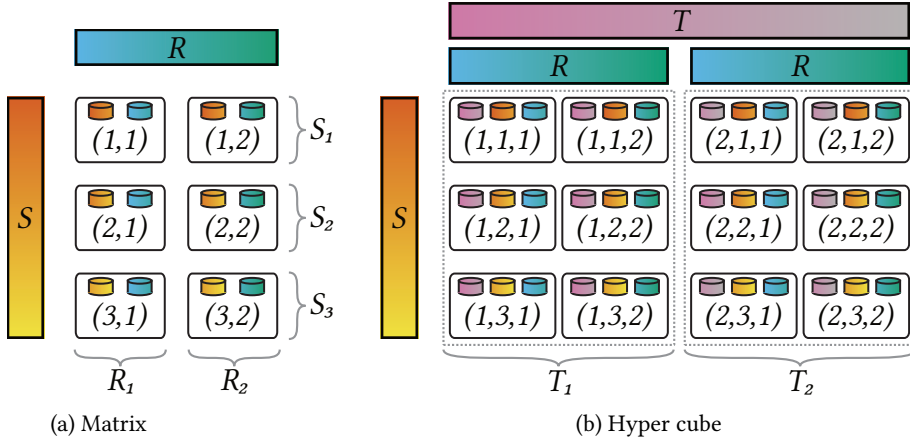 T
R
R
R
S
(1,1)
(1,2)
S₁
(2,1)
(2,2)
S₂
(3,1)
(3,2)
S₃
R₁
R₂
S
(1,1,1)
(1,1,2)
(2,1,1)
(2,1,2)
(1,2,1)
(1,2,2)
(2,2,1)
(2,2,2)
(1,3,1)
(1,3,2)
(2,3,1)
(2,3,2)
T₁
T₂
(a) Matrix
(b) Hyper cube